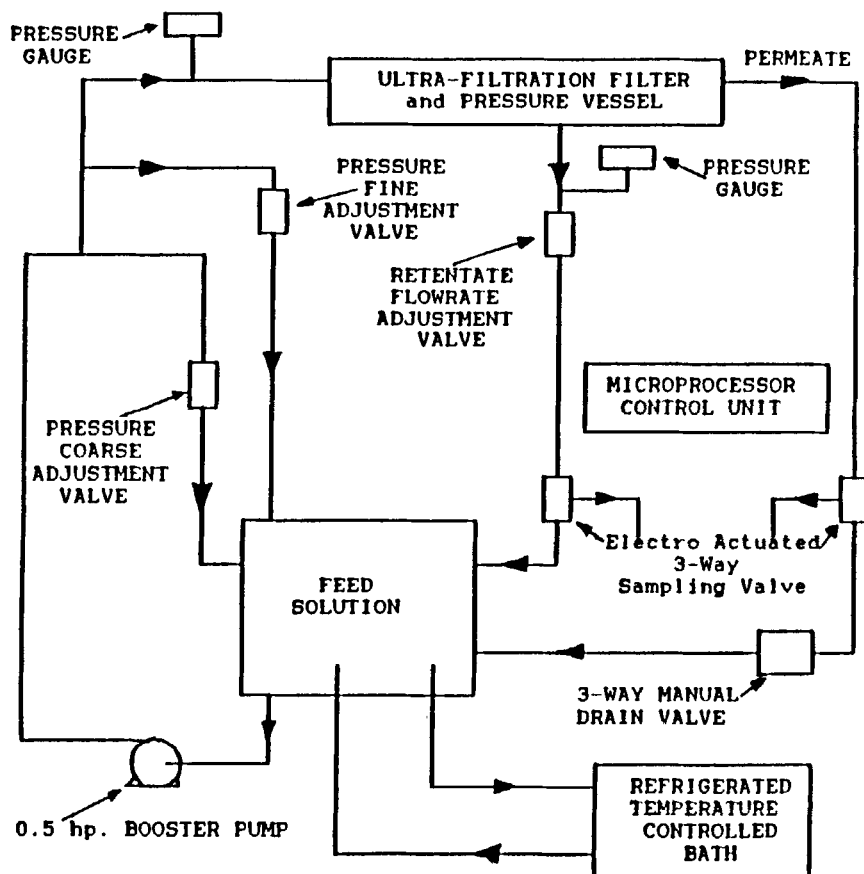 PRESSURE
GAUGE
ULTRA-FILTRATION FILTER
and PRESSURE VESSEL
PERMEATE
PRESSURE
FINE
ADJUSTMENT
VALVE
PRESSURE
GAUGE
RETENTATE
FLOWRATE
ADJUSTMENT
VALVE
PRESSURE
COARSE
ADJUSTMENT
VALVE
MICROPROCESSOR
CONTROL UNIT
Electro Actuated
3-Way
Sampling Valve
FEED
SOLUTION
3-WAY MANUAL
DRAIN VALVE
0.5 hp. BOOSTER PUMP
REFRIGERATED
TEMPERATURE
CONTROLLED
BATH